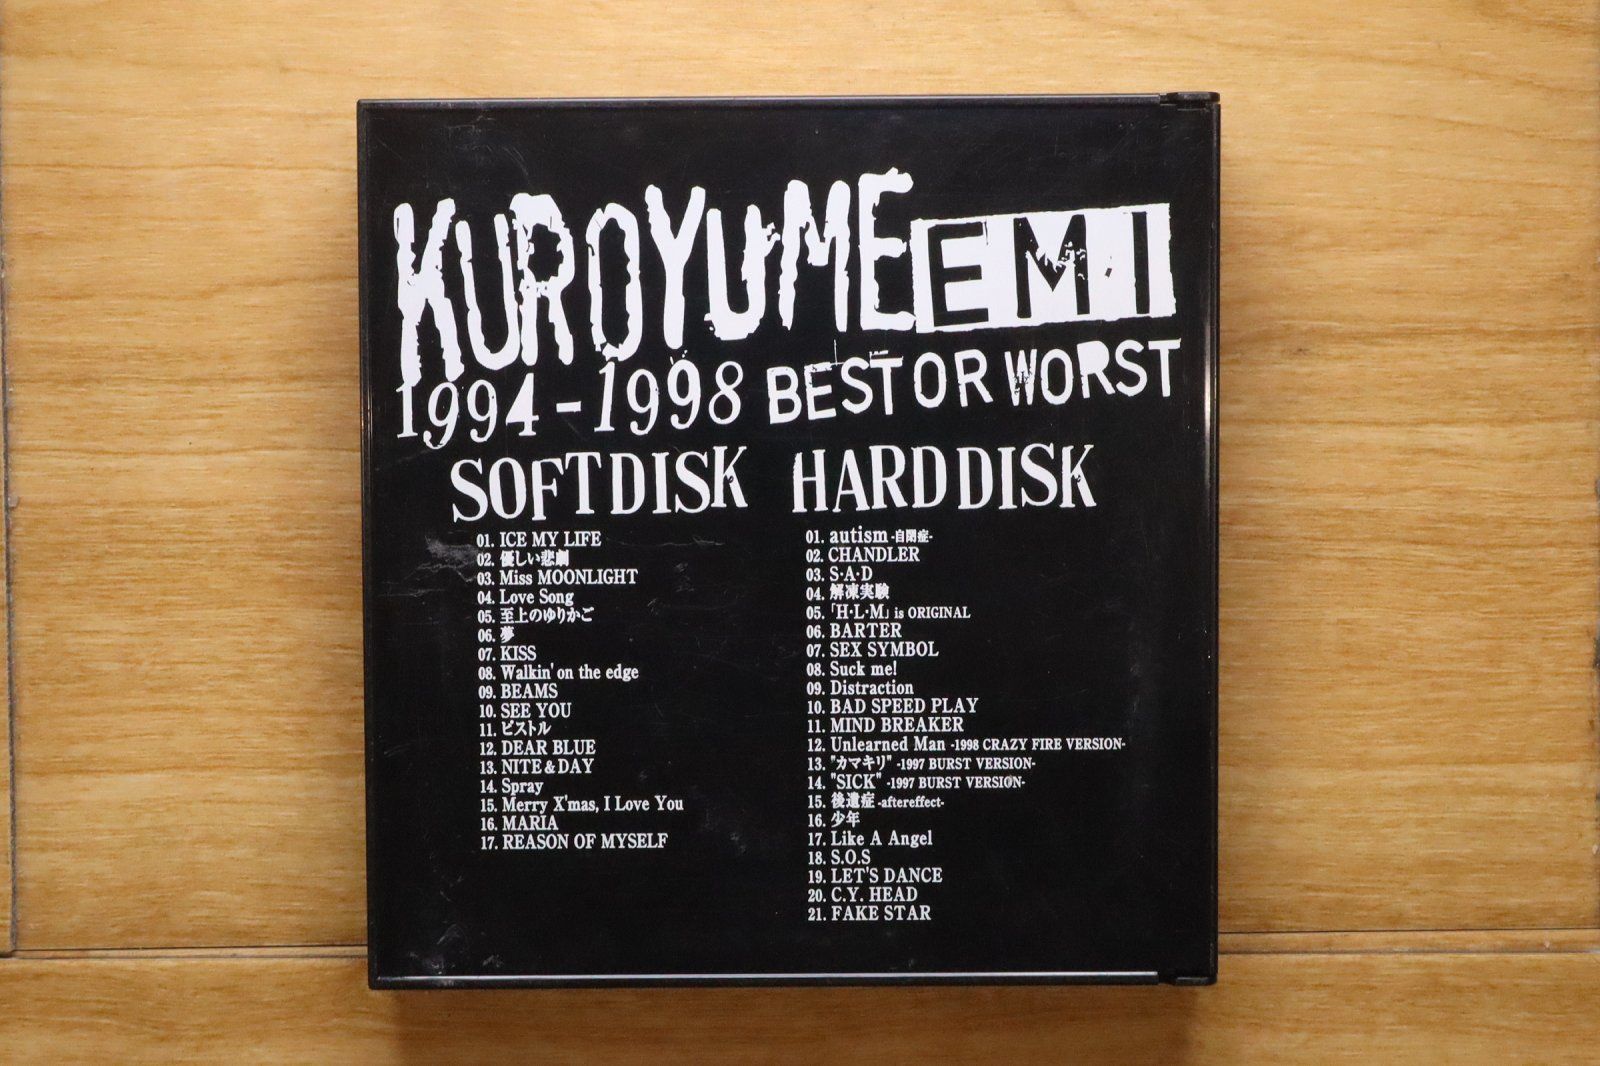 KUROYUME EMI
1994-1998 BEST OR WORST
SOFT DISK
01. ICE MY LIFE
02. 優しい悲劇
03. Miss MOONLIGHT
04. Love Song
05. 至上のゆりかご
06. 夢
07. KISS
08. Walkin' on the edge
09. BEAMS
10. SEE YOU
11. ピストル
12. DEAR BLUE
13. NITE & DAY
14. Spray
15. Merry X'mas, I Love You
16. MARIA
17. REASON OF MYSELF
HARD DISK
01. autism -自閉症-
02. CHANDLER
03. S・A・D
04. 解凍実験
05. 「H・L・M」 is ORIGINAL
06. BARTER
07. SEX SYMBOL
08. Suck me!
09. Distraction
10. BAD SPEED PLAY
11. MIND BREAKER
12. Unlearned Man -1998 CRAZY FIRE VERSION-
13. "カマキリ" -1997 BURST VERSION-
14. "SICK" -1997 BURST VERSION-
15. 後遺症 -aftereffect-
16. 少年
17. Like A Angel
18. S.O.S
19. LET'S DANCE
20. C.Y. HEAD
21. FAKE STAR